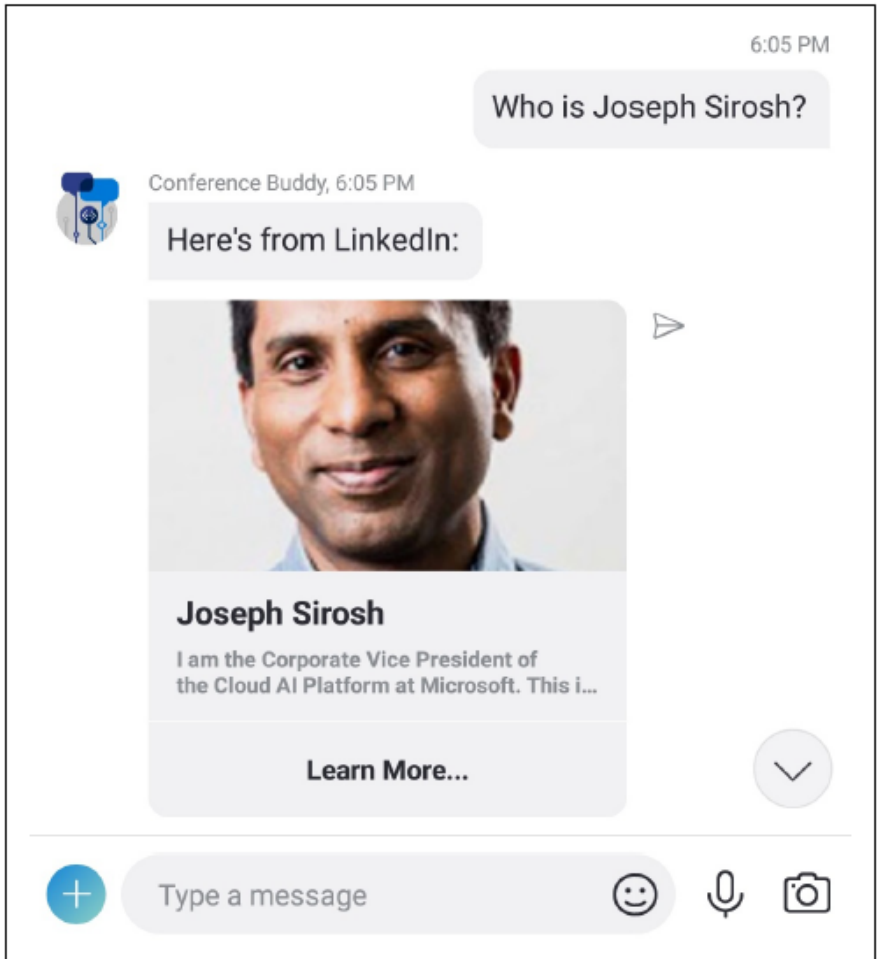 6:05 PM
Who is Joseph Sirosh?
Conference Buddy, 6:05 PM
Here's from LinkedIn:
Joseph Sirosh
I am the Corporate Vice President of
the Cloud AI Platform at Microsoft. This i...
Learn More...
Type a message